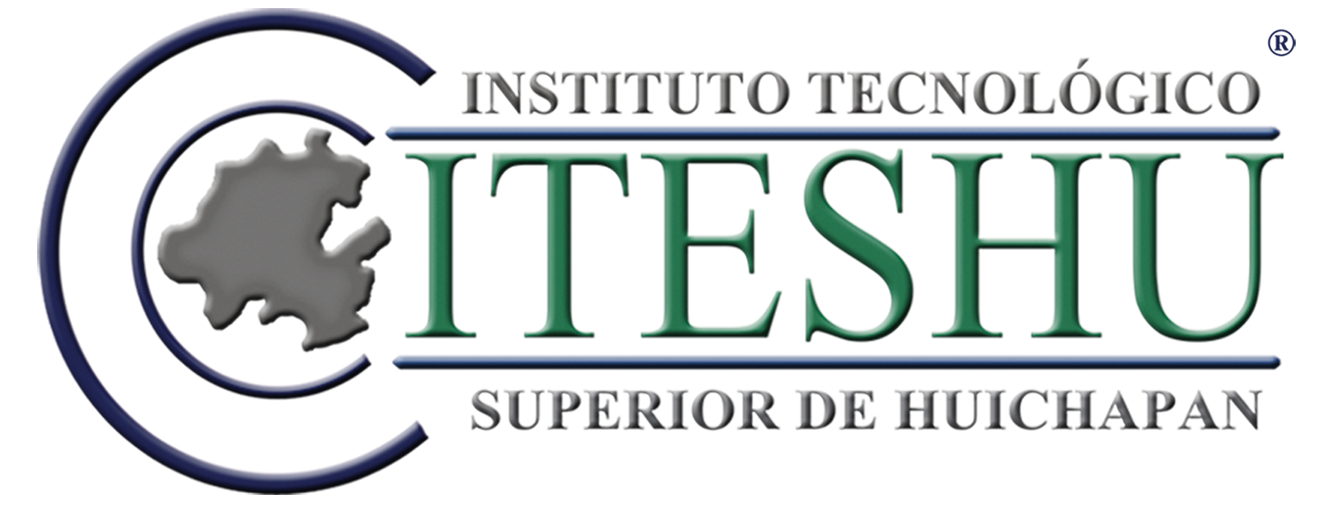 INSTITUTO TECNOLÓGICO ®
ITESHU
SUPERIOR DE HUICHAPAN